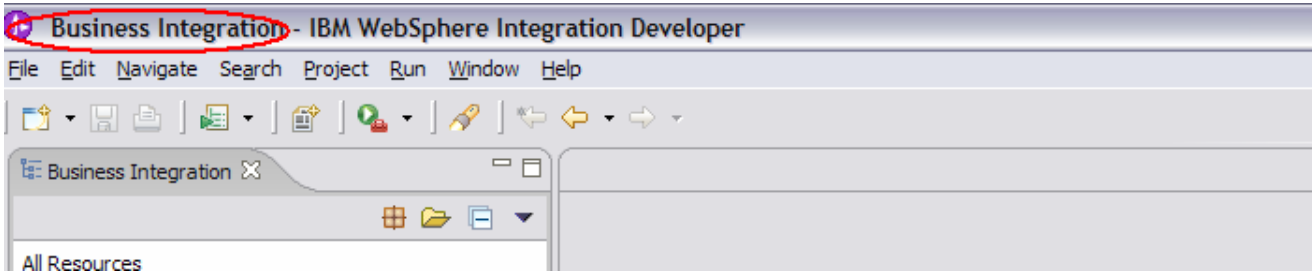 Business Integration - IBM WebSphere Integration Developer
File Edit Navigate Search Project Run Window Help
Business Integration
All Resources